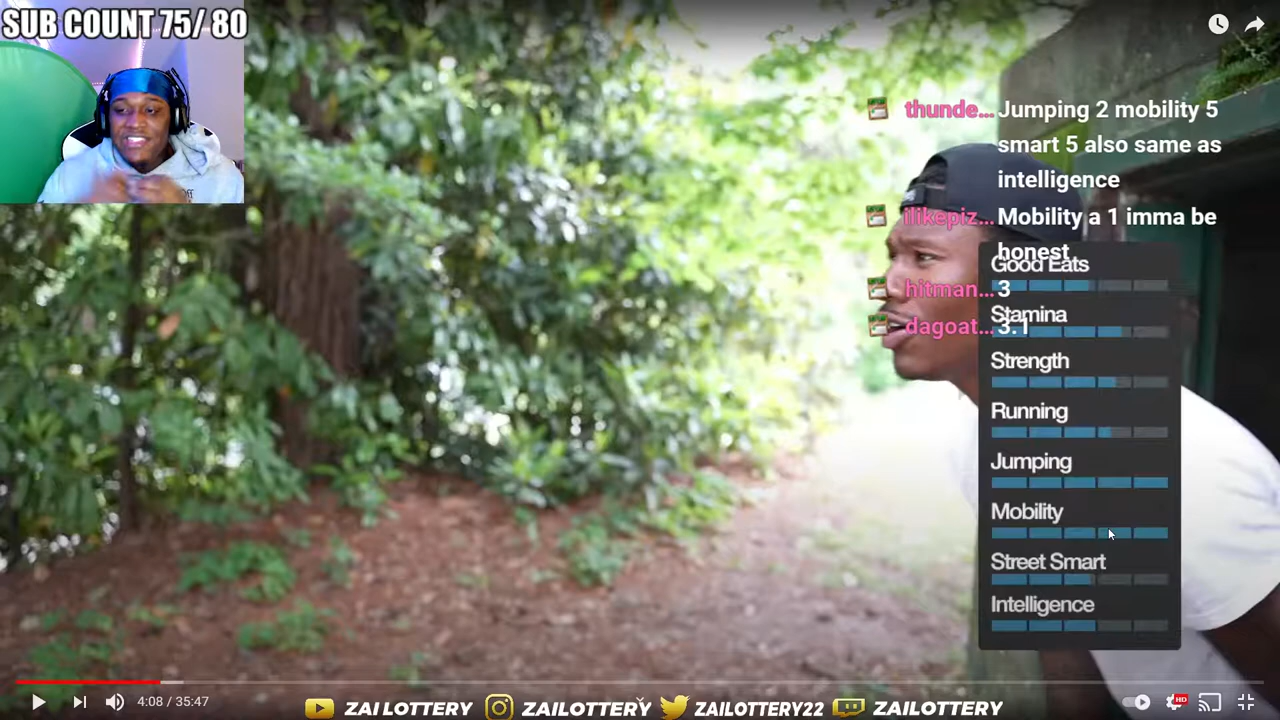 SUB COUNT 75/ 80
thunde... Jumping 2 mobility 5
smart 5 also same as
intelligence
ilikepiz... Mobility a 1 imma be
honest
hitman... 3
dagoat... 3.1
Good Eats
Stamina
Strength
Running
Jumping
Mobility
Street Smart
Intelligence
4:08 / 35:47
HD
ZAI LOTTERY
ZAILOTTERY
ZAILOTTERY22
ZAILOTTERY